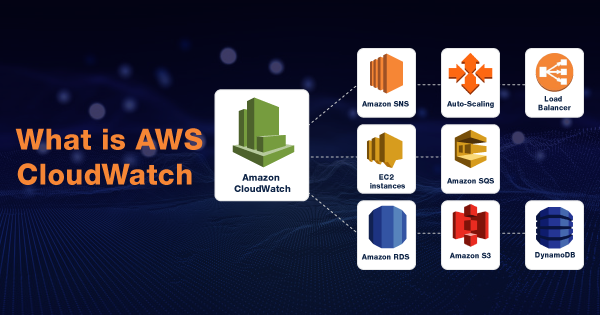 What is AWS
CloudWatch
Amazon
CloudWatch
Amazon SNS
Auto-Scaling
Load
Balancer
EC2
instances
Amazon SQS
Amazon RDS
Amazon S3
DynamoDB